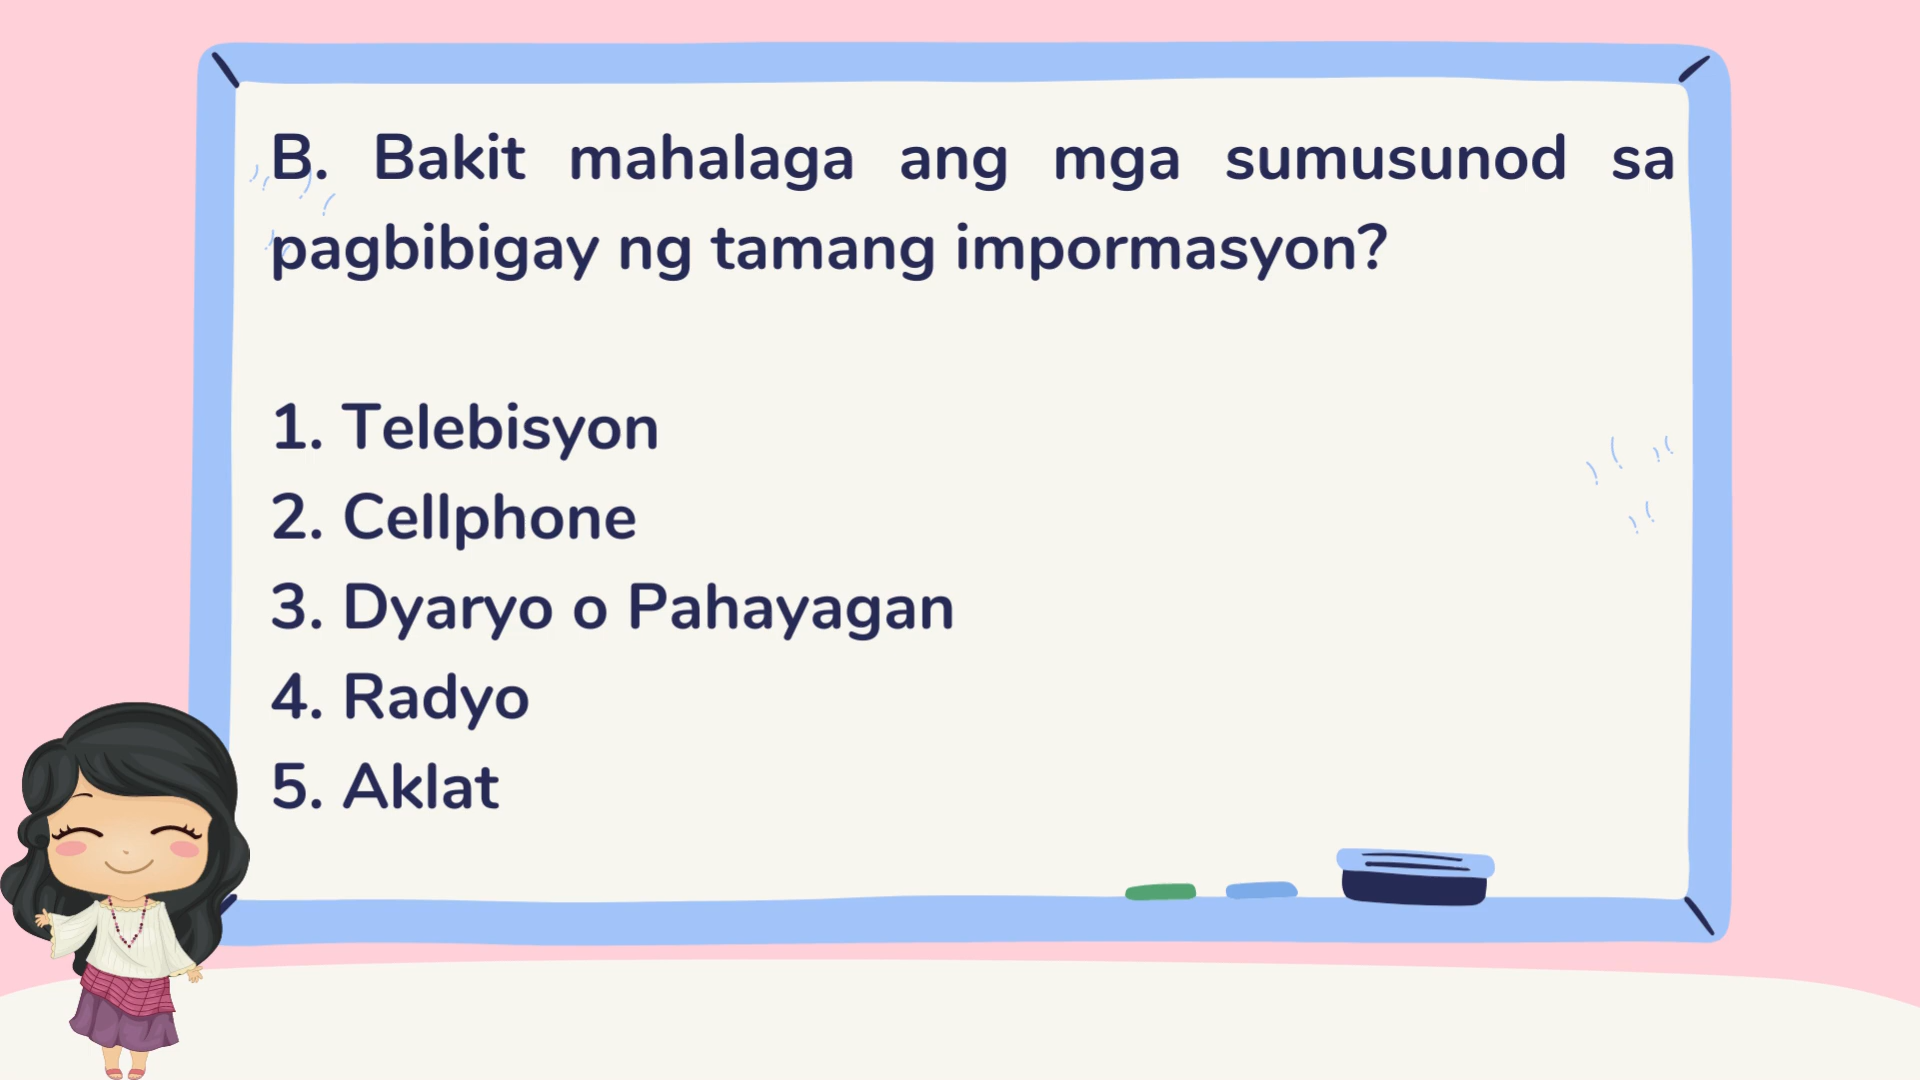 B. Bakit mahalaga ang mga sumusunod sa
pagbibigay ng tamang impormasyon?
1. Telebisyon
2. Cellphone
3. Dyaryo o Pahayagan
4. Radyo
5. Aklat